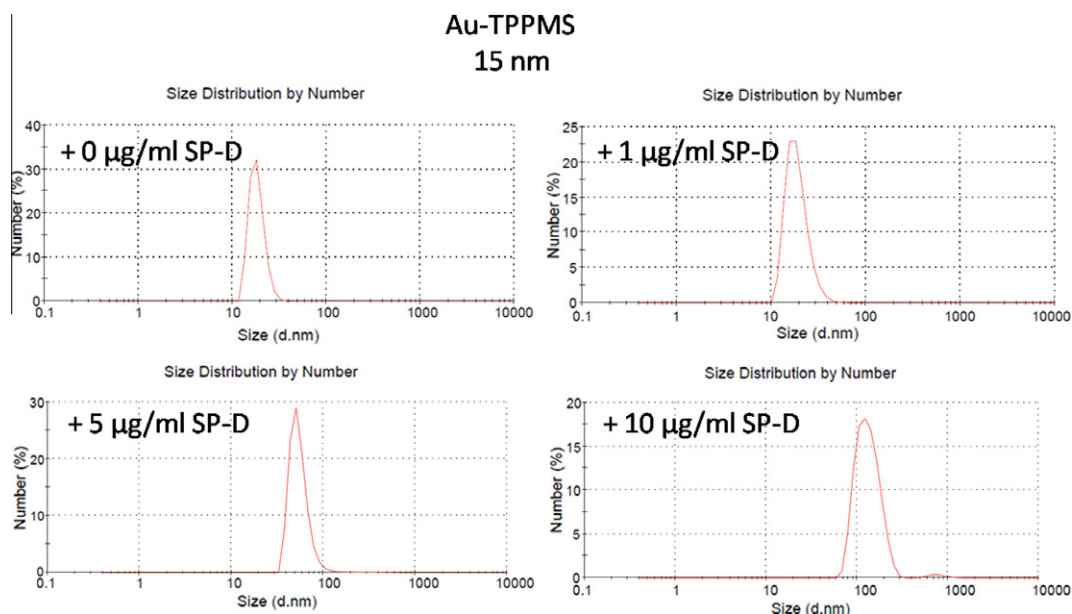 Au-TPPMS
15 nm
Size Distribution by Number
+ 0 µg/ml SP-D
Number (%)
40
30
20
10
0
0.1 1 10 100 1000 10000
Size (d.nm)
Size Distribution by Number
+ 1 µg/ml SP-D
Number (%)
25
20
15
10
5
0
0.1 1 10 100 1000 10000
Size (d.nm)
Size Distribution by Number
+ 5 µg/ml SP-D
Number (%)
30
20
10
0
0.1 1 10 100 1000 10000
Size (d.nm)
Size Distribution by Number
+ 10 µg/ml SP-D
Number (%)
20
15
10
5
0
0.1 1 10 100 1000 10000
Size (d.nm)